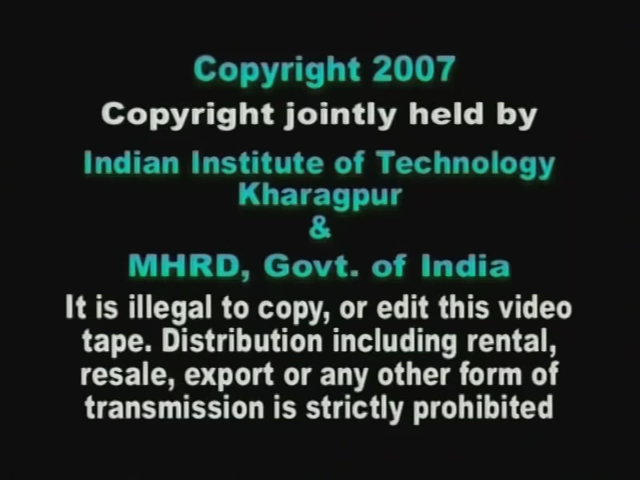 Copyright 2007
Copyright jointly held by
Indian Institute of Technology
Kharagpur
&
MHRD, Govt. of India
It is illegal to copy, or edit this video
tape. Distribution including rental,
resale, export or any other form of
transmission is strictly prohibited